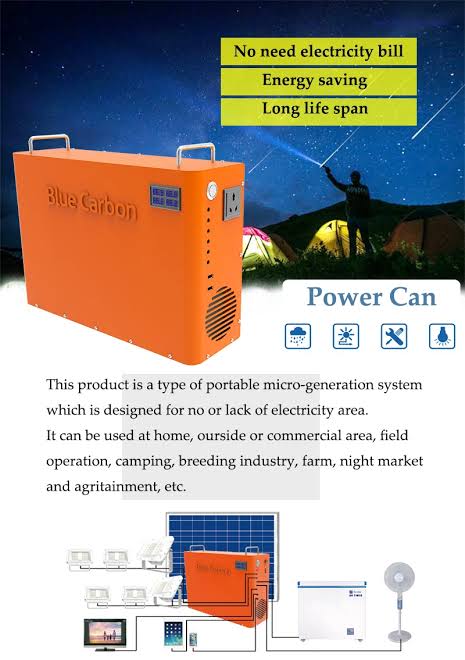 No need electricity bill
Energy saving
Long life span
Blue Carbon
Power Can
This product is a type of portable micro-generation system
which is designed for no or lack of electricity area.
It can be used at home, ourside or commercial area, field
operation, camping, breeding industry, farm, night market
and agritainment, etc.
Blue Carbon